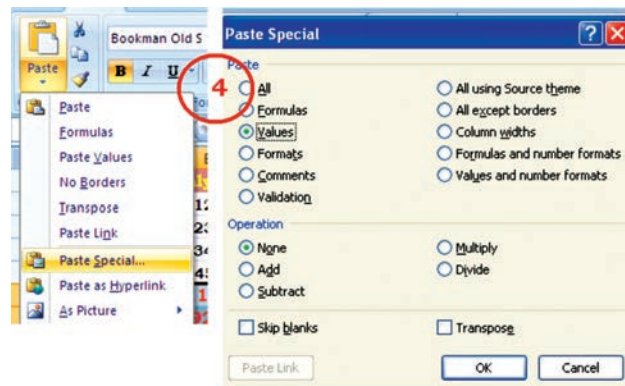 Bookman Old S
Paste
B I U
Paste
Formulas
Paste Values
No Borders
Transpose
Paste Link
Paste Special...
Paste as Hyperlink
As Picture
4
Paste Special
Paste
All
Formulas
Values
Formats
Comments
Validation
All using Source theme
All except borders
Column widths
Formulas and number formats
Values and number formats
Operation
None
Add
Subtract
Multiply
Divide
Skip blanks
Transpose
Paste Link
OK
Cancel